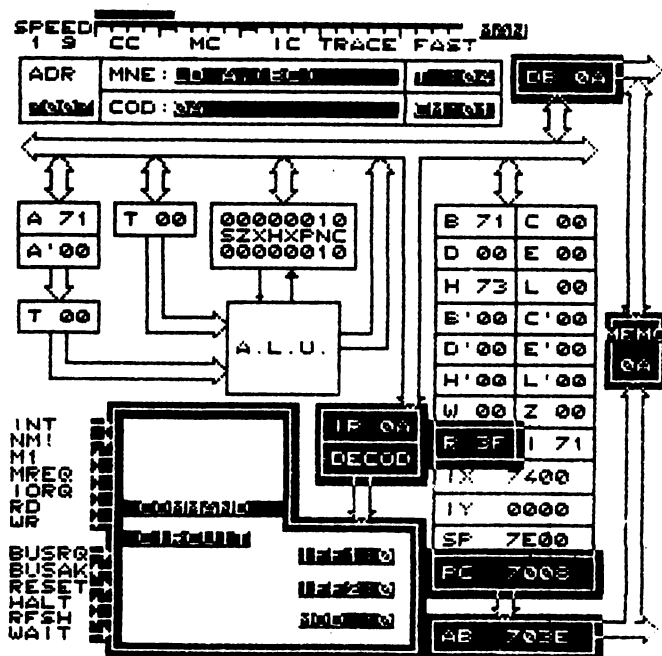 SPEED
1 9 CC MC IC TRACE FAST
ADR MNE:
COD:
DB 0A
A 71
A'00
T 00
00000010
SZXHXPNC
00000010
T 00
A.L.U.
B 71 C 00
D 00 E 00
H 73 L 00
B'00 C'00
D'00 E'00
H'00 L'00
W 00 Z 00
R 3F I 71
IX 7400
IY 0000
SP 7E00
PC 7008
AB 703E
0A
IR 0A
DECOD
INT
NMI
M1
MREQ
IORQ
RD
WR
BUSRQ
BUSAK
RESET
HALT
RFSH
WAIT